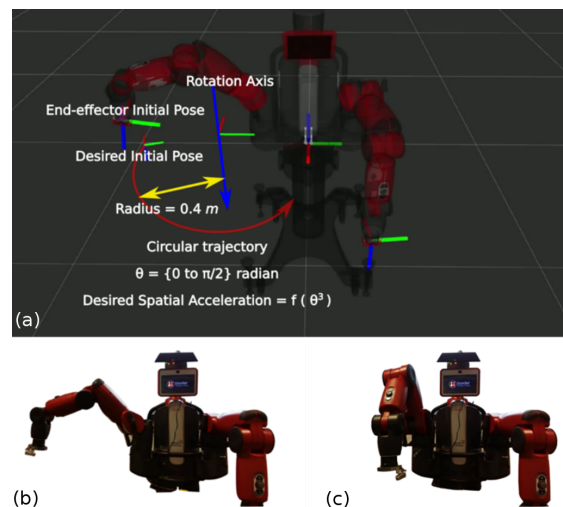 Rotation Axis
End-effector Initial Pose
Desired Initial Pose
Radius = 0.4 m
Circular trajectory
θ = {0 to π/2} radian
Desired Spatial Acceleration = f ( θ³ )
(a)
(b)
(c)